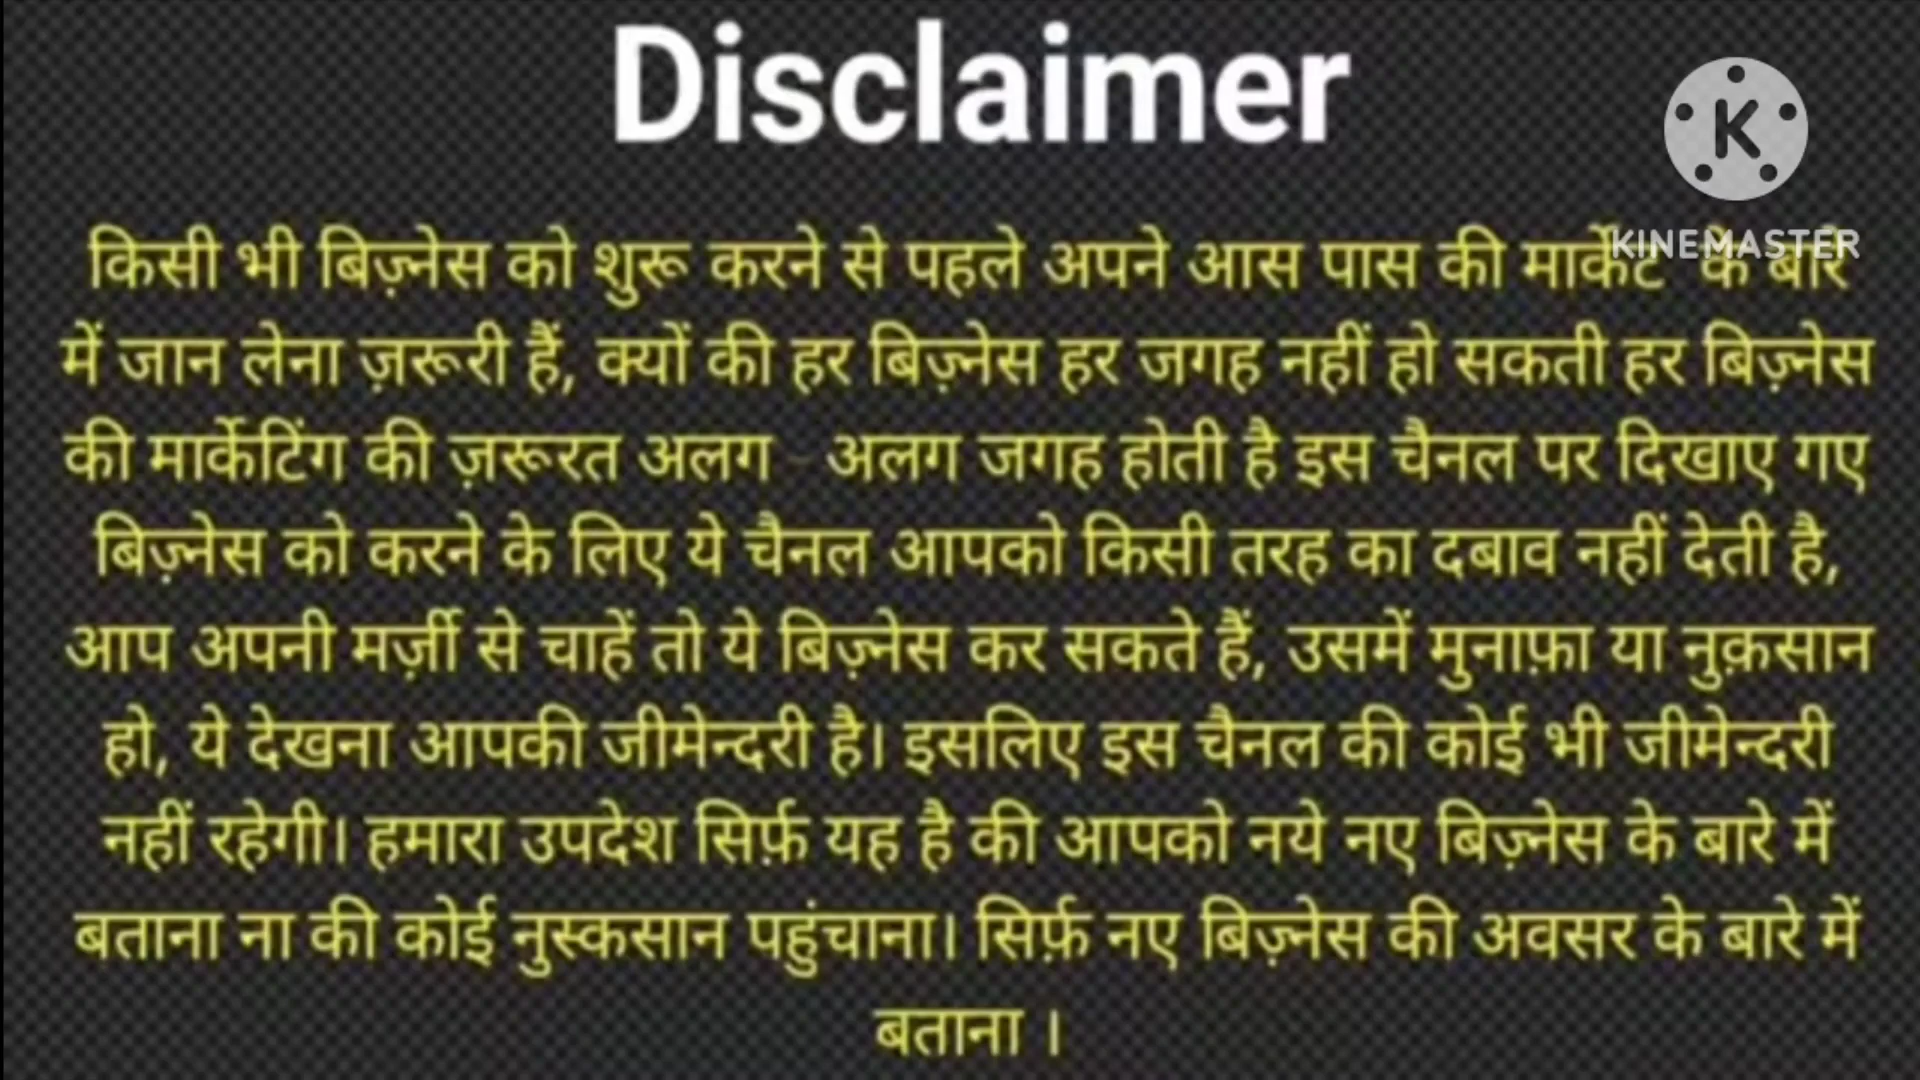 Disclaimer
K
KINEMASTER
किसी भी बिज़्नेस को शुरू करने से पहले अपने आस पास की मार्केट के बारे
में जान लेना ज़रूरी हैं, क्यों की हर बिज़्नेस हर जगह नहीं हो सकती हर बिज़्नेस
की मार्केटिंग की ज़रूरत अलग - अलग जगह होती है इस चैनल पर दिखाए गए
बिज़्नेस को करने के लिए ये चैनल आपको किसी तरह का दबाव नहीं देती है,
आप अपनी मर्ज़ी से चाहें तो ये बिज़्नेस कर सकते हैं, उसमें मुनाफ़ा या नुक़सान
हो, ये देखना आपकी जीमेन्दरी है। इसलिए इस चैनल की कोई भी जीमेन्दरी
नहीं रहेगी। हमारा उपदेश सिर्फ़ यह है की आपको नये नए बिज़्नेस के बारे में
बताना ना की कोई नुस्कसान पहुंचाना। सिर्फ़ नए बिज़्नेस की अवसर के बारे में
बताना ।